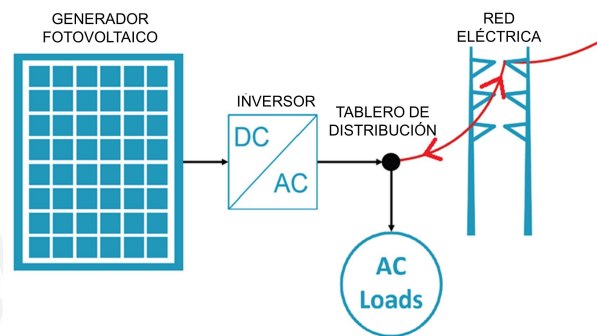 GENERADOR
FOTOVOLTAICO
INVERSOR
DC
AC
TABLERO DE
DISTRIBUCIÓN
RED
ELÉCTRICA
AC
Loads